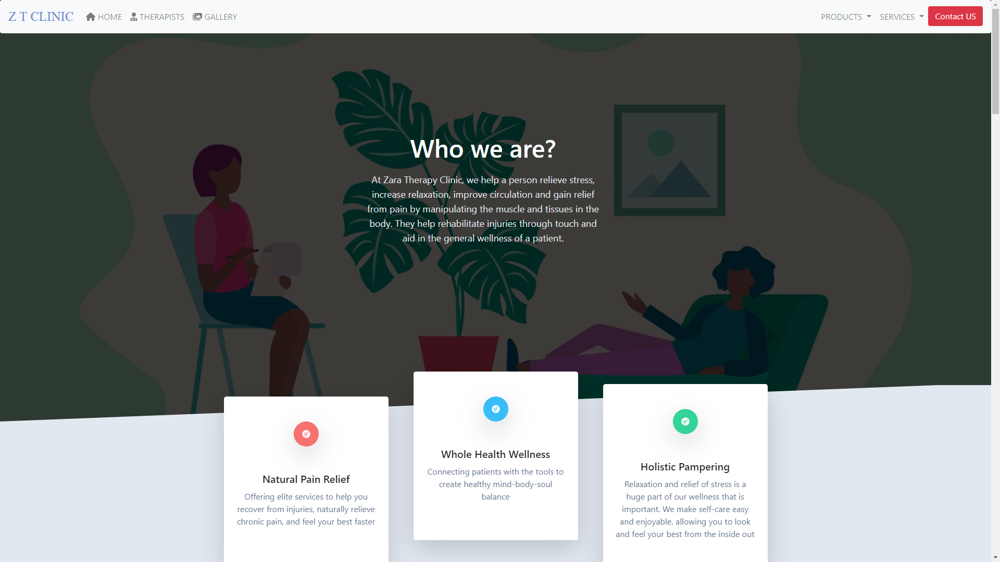 Z T CLINIC HOME THERAPISTS GALLERY PRODUCTS SERVICES Contact US
Who we are?
At Zara Therapy Clinic, we help a person relieve stress,
increase relaxation, improve circulation and gain relief
from pain by manipulating the muscle and tissues in the
body. They help rehabilitate injuries through touch and
aid in the general wellness of a patient.
Natural Pain Relief
Offering elite services to help you
recover from injuries, naturally relieve
chronic pain, and feel your best faster
Whole Health Wellness
Connecting patients with the tools to
create healthy mind-body-soul
balance
Holistic Pampering
Relaxation and relief of stress is a
huge part of our wellness that is
important. We make self-care easy
and enjoyable, allowing you to look
and feel your best from the inside out